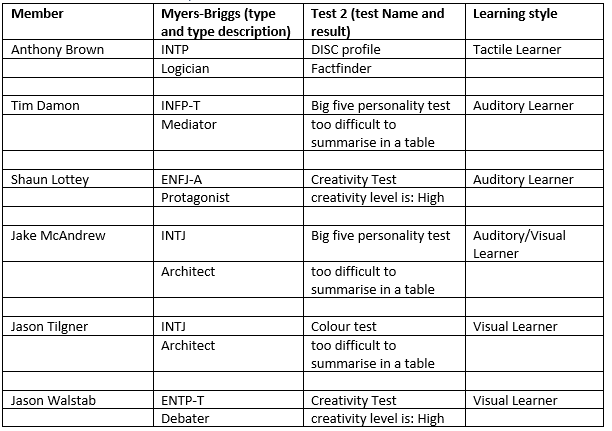 Member | Myers-Briggs (type and type description) | Test 2 (test Name and result) | Learning style
Anthony Brown | INTP | DISC profile | Tactile Learner
Logician | Factfinder
Tim Damon | INFP-T | Big five personality test | Auditory Learner
Mediator | too difficult to summarise in a table
Shaun Lottey | ENFJ-A | Creativity Test | Auditory Learner
Protagonist | creativity level is: High
Jake McAndrew | INTJ | Big five personality test | Auditory/Visual Learner
Architect | too difficult to summarise in a table
Jason Tilgner | INTJ | Colour test | Visual Learner
Architect | too difficult to summarise in a table
Jason Walstab | ENTP-T | Creativity Test | Visual Learner
Debater | creativity level is: High